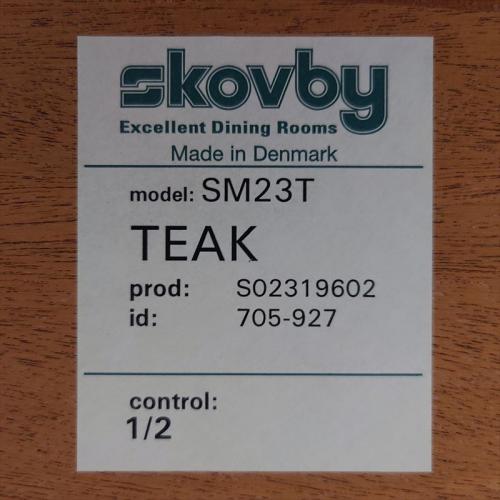 skovby
Excellent Dining Rooms
Made in Denmark
model: SM23T
TEAK
prod: S02319602
id: 705-927
control:
1/2